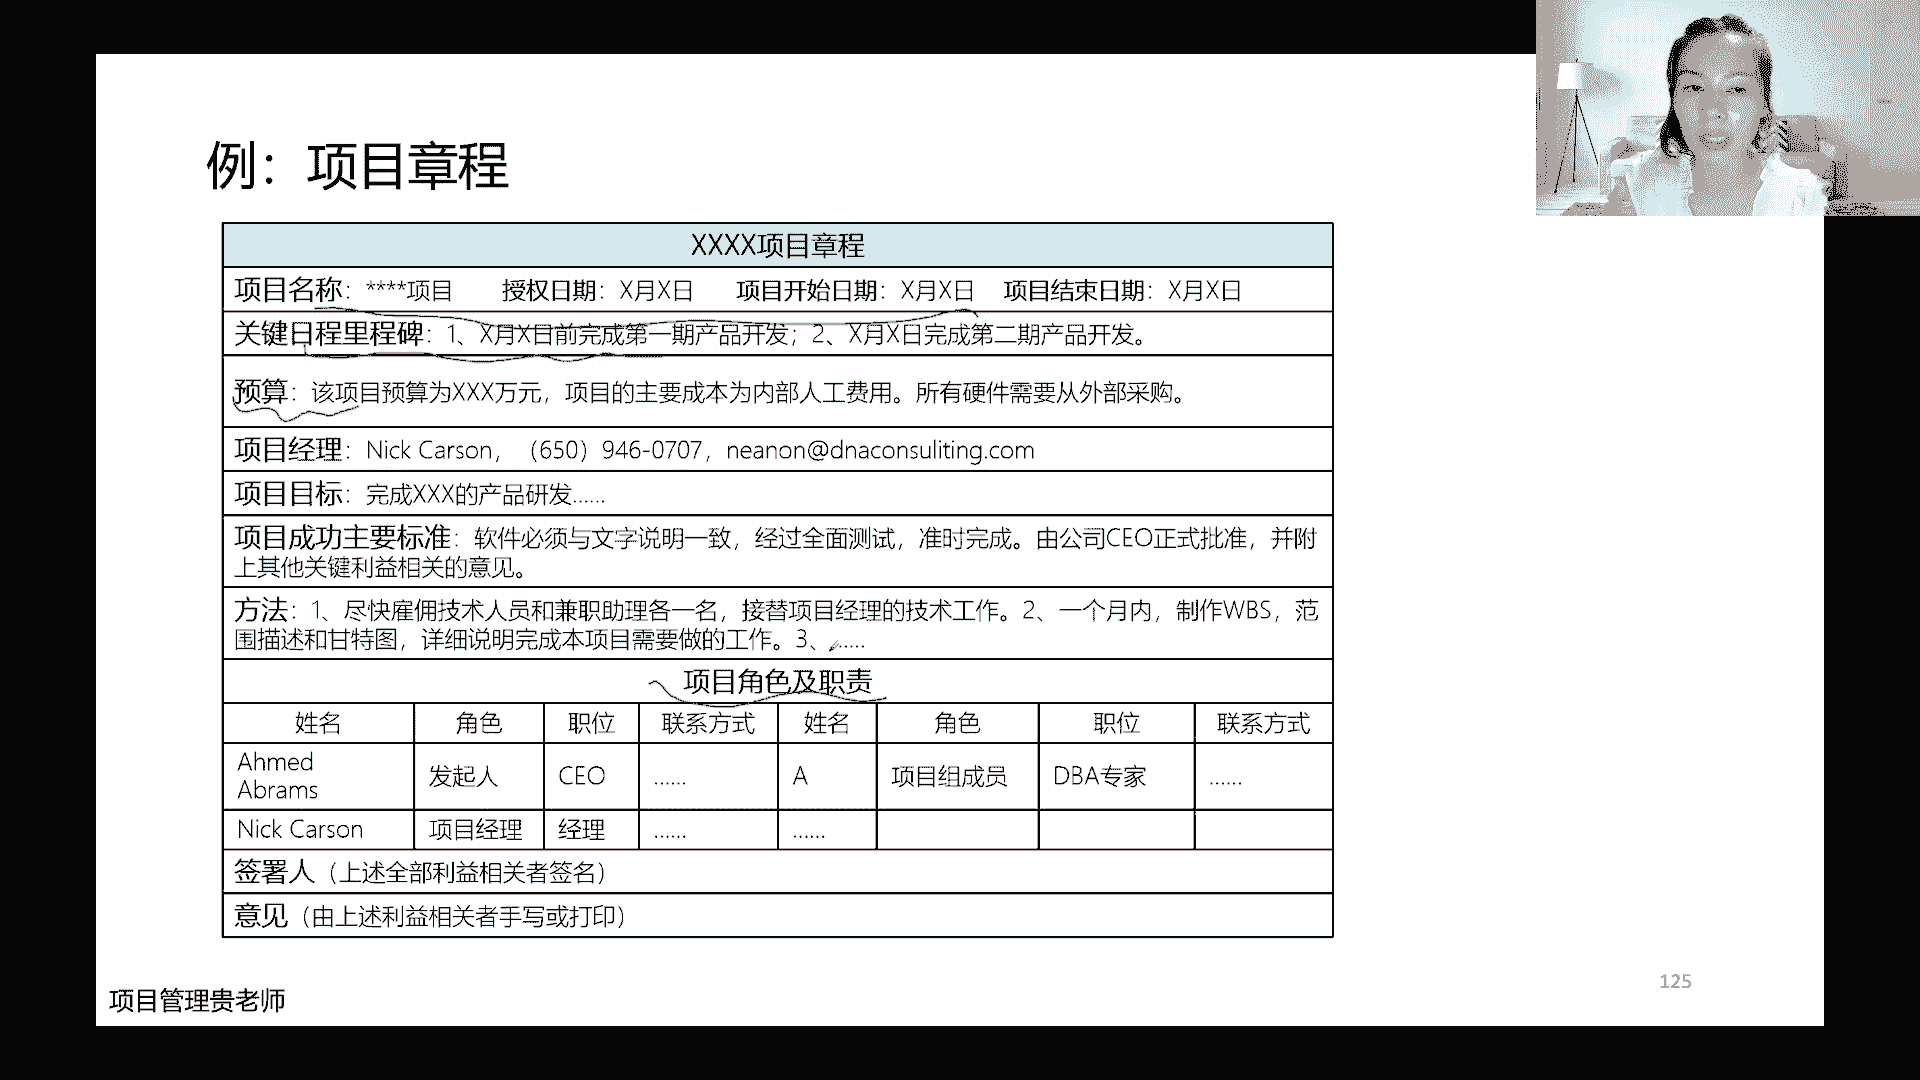 例：项目章程
XXXX项目章程
项目名称：****项目 授权日期：X月X日 项目开始日期：X月X日 项目结束日期：X月X日
关键日程里程碑：1、X月X日前完成第一期产品开发；2、X月X日完成第二期产品开发。
预算：该项目预算为XXX万元，项目的主要成本为内部人工费用。所有硬件需要从外部采购。
项目经理：Nick Carson，（650）946-0707，neanon@dnaconsuliting.com
项目目标：完成XXX的产品研发......
项目成功主要标准：软件必须与文字说明一致，经过全面测试，准时完成。由公司CEO正式批准，并附
上其他关键利益相关的意见。
方法：1、尽快雇佣技术人员和兼职助理各一名，接替项目经理的技术工作。2、一个月内，制作WBS，范
围描述和甘特图，详细说明完成本项目需要做的工作。3、......
项目角色及职责
姓名 角色 职位 联系方式 姓名 角色 职位 联系方式
Ahmed
Abrams 发起人 CEO ...... A 项目组成员 DBA专家 ......
Nick Carson 项目经理 经理 ...... ......
签署人（上述全部利益相关者签名）
意见（由上述利益相关者手写或打印）
125
项目管理贵老师